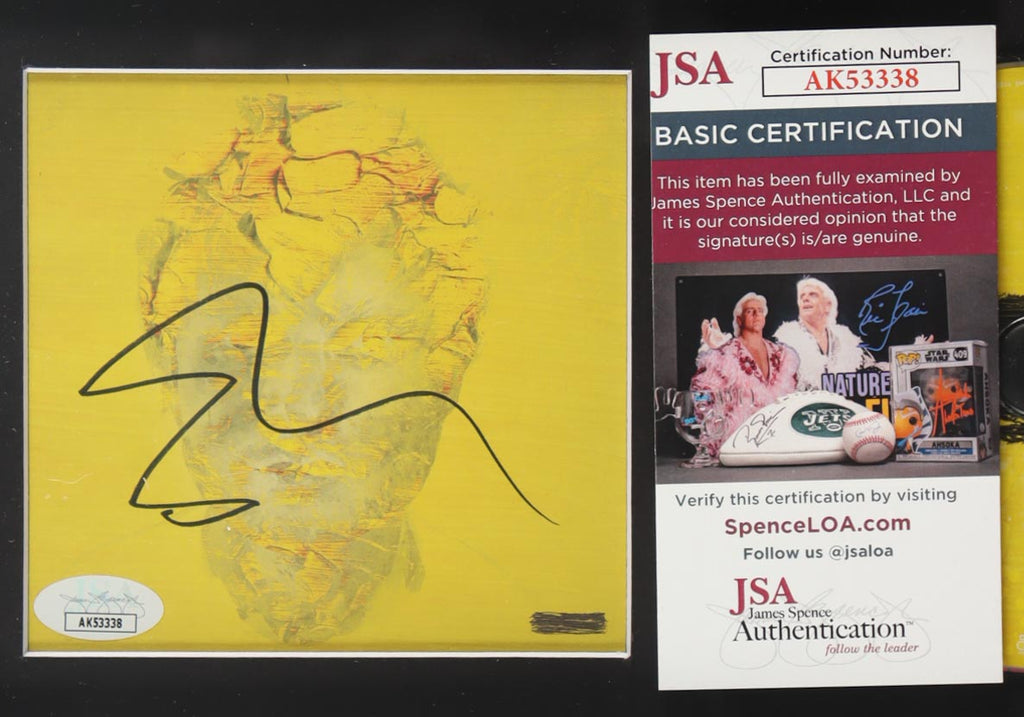 AK53338
JSA
Certification Number:
AK53338
BASIC CERTIFICATION
This item has been fully examined by
James Spence Authentication, LLC and
it is our considered opinion that the
signature(s) is/are genuine.
NATURE
JETS
POP!
STAR WARS
409
AHSOKA
Verify this certification by visiting
SpenceLOA.com
Follow us @jsaloa
JSA
James Spence
Authentication™
follow the leader